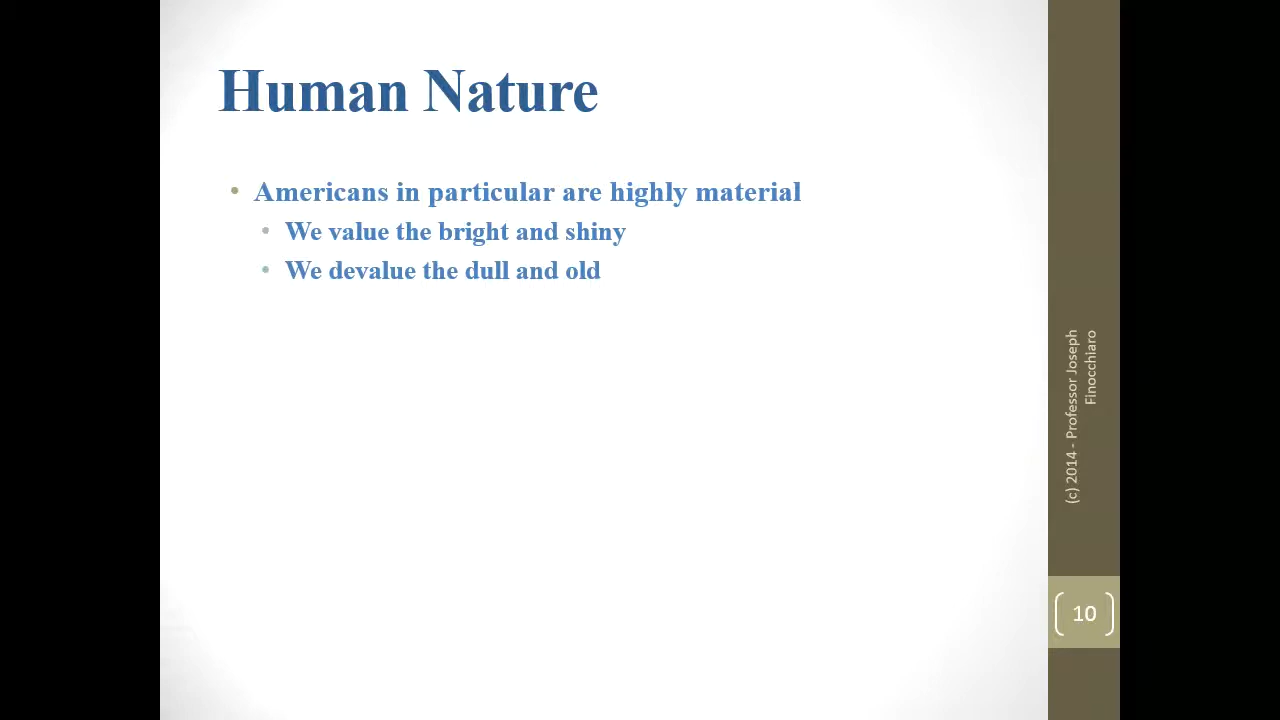 Human Nature
• Americans in particular are highly material
• We value the bright and shiny
• We devalue the dull and old
(c) 2014 - Professor Joseph
Finocchiaro
10